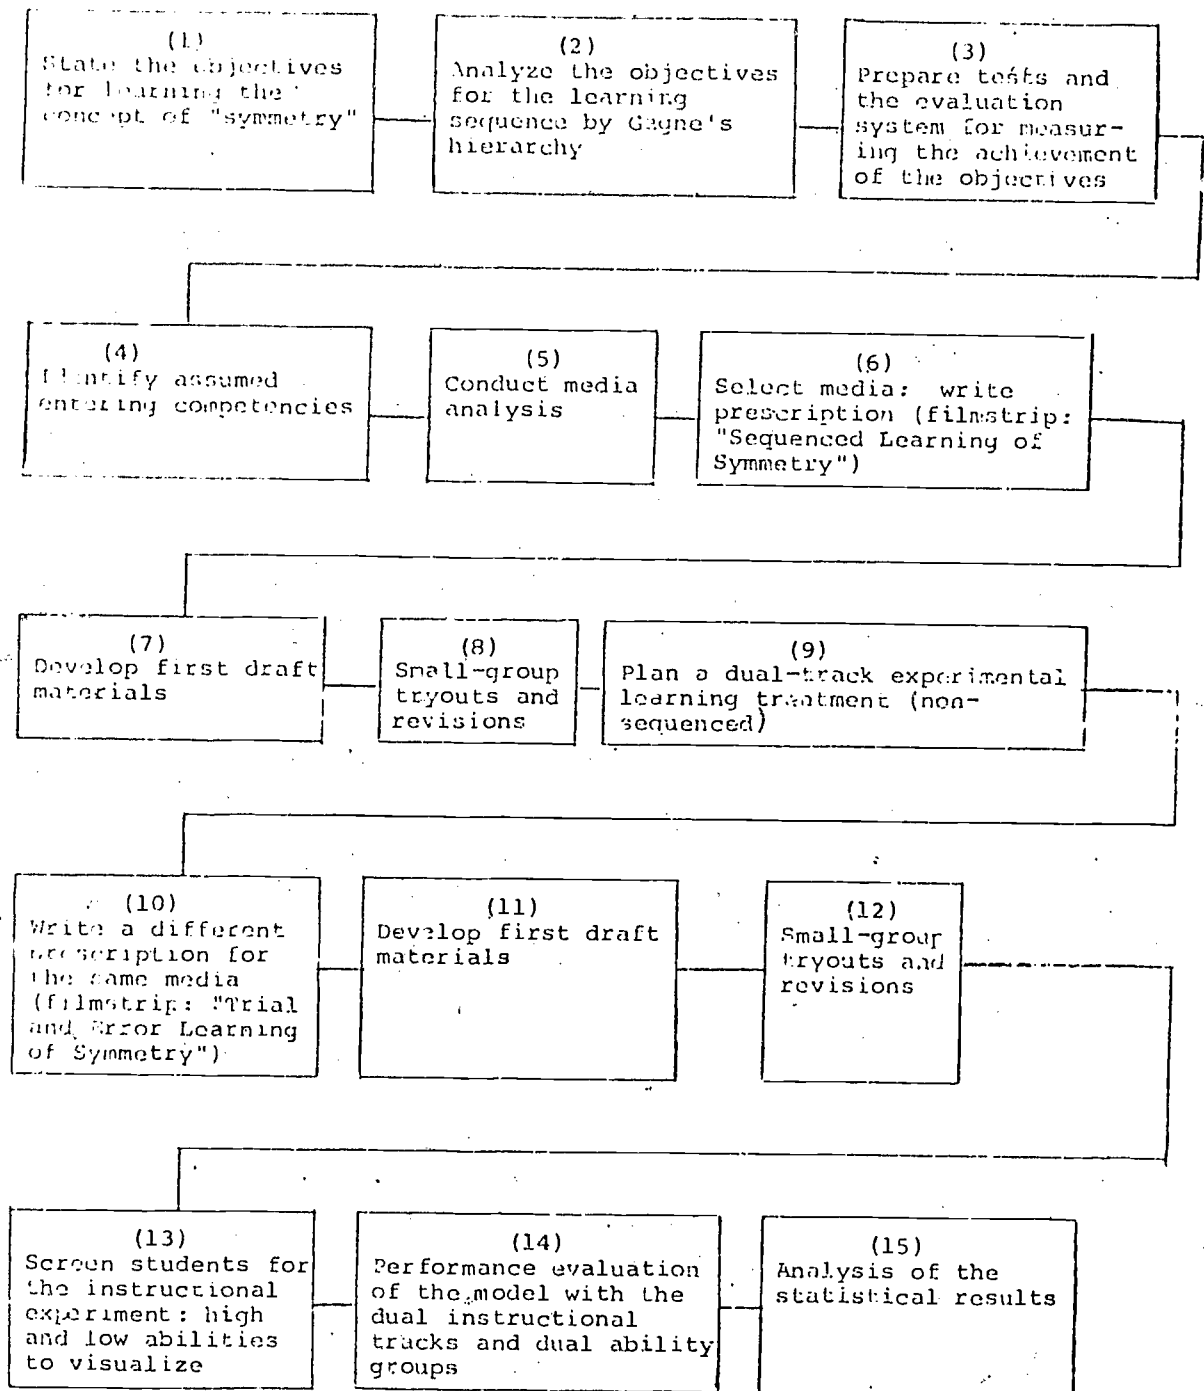 (1)
State the objectives
for learning the
concept of "symmetry"
(2)
Analyze the objectives
for the learning
sequence by Gagne's
hierarchy
(3)
Prepare tests and
the evaluation
system for measur-
ing the achievement
of the objectives
(4)
Identify assumed
entering competencies
(5)
Conduct media
analysis
(6)
Select media: write
prescription (filmstrip:
"Sequenced Learning of
Symmetry")
(7)
Develop first draft
materials
(8)
Small-group
tryouts and
revisions
(9)
Plan a dual-track experimental
learning treatment (non-
sequenced)
(10)
Write a different
prescription for
the same media
(filmstrip: "Trial
and Error Learning
of Symmetry")
(11)
Develop first draft
materials
(12)
Small-group
tryouts and
revisions
(13)
Screen students for
the instructional
experiment: high
and low abilities
to visualize
(14)
Performance evaluation
of the model with the
dual instructional
tracks and dual ability
groups
(15)
Analysis of the
statistical results